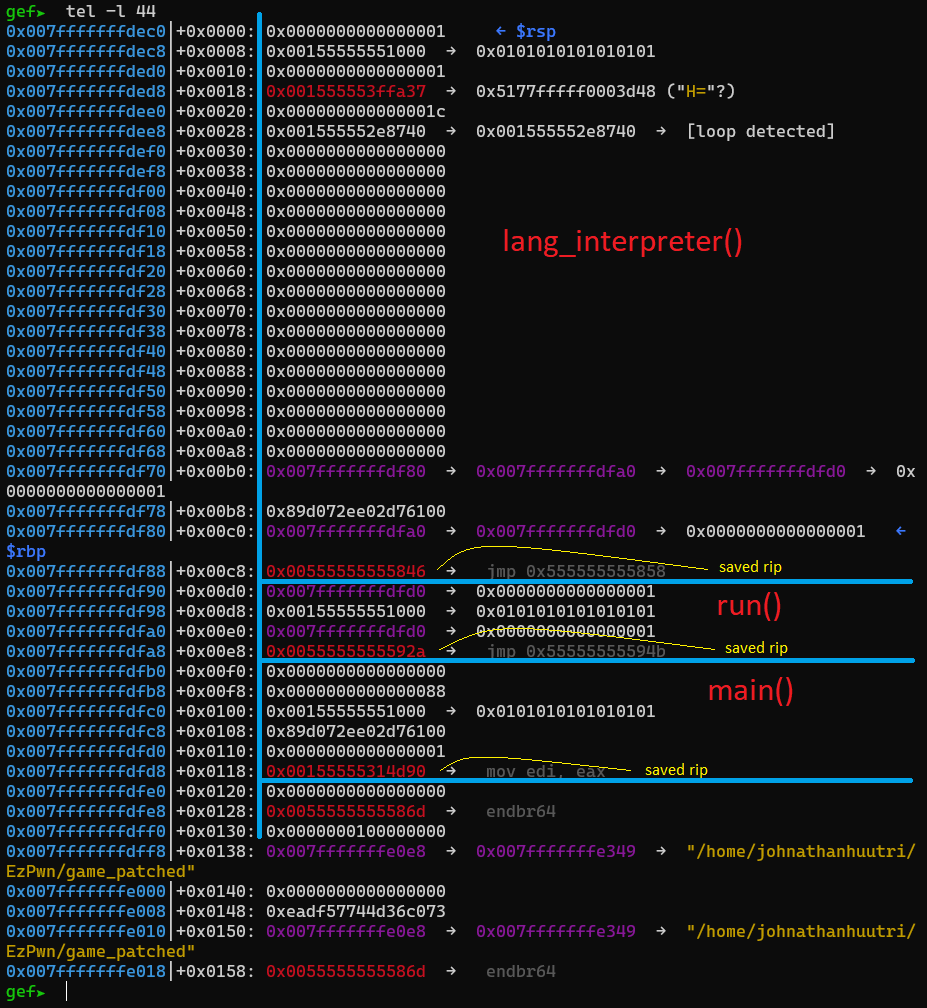 gef➤  tel -l 44
0x007fffffffdec0│+0x0000: 0x0000000000000001     ← $rsp
0x007fffffffdec8│+0x0008: 0x00155555551000  →  0x0101010101010101
0x007fffffffded0│+0x0010: 0x0000000000000001
0x007fffffffded8│+0x0018: 0x001555553ffa37  →  0x5177fffff0003d48 ("H="?)
0x007fffffffdee0│+0x0020: 0x000000000000001c
0x007fffffffdee8│+0x0028: 0x001555552e8740  →  0x001555552e8740  →  [loop detected]
0x007fffffffdef0│+0x0030: 0x0000000000000000
0x007fffffffdef8│+0x0038: 0x0000000000000000
0x007fffffffdf00│+0x0040: 0x0000000000000000
0x007fffffffdf08│+0x0048: 0x0000000000000000
0x007fffffffdf10│+0x0050: 0x0000000000000000
lang_interpreter()
0x007fffffffdf18│+0x0058: 0x0000000000000000
0x007fffffffdf20│+0x0060: 0x0000000000000000
0x007fffffffdf28│+0x0068: 0x0000000000000000
0x007fffffffdf30│+0x0070: 0x0000000000000000
0x007fffffffdf38│+0x0078: 0x0000000000000000
0x007fffffffdf40│+0x0080: 0x0000000000000000
0x007fffffffdf48│+0x0088: 0x0000000000000000
0x007fffffffdf50│+0x0090: 0x0000000000000000
0x007fffffffdf58│+0x0098: 0x0000000000000000
0x007fffffffdf60│+0x00a0: 0x0000000000000000
0x007fffffffdf68│+0x00a8: 0x0000000000000000
0x007fffffffdf70│+0x00b0: 0x007fffffffdf80  →  0x007fffffffdfa0  →  0x007fffffffdfd0  →  0x
0000000000000001
0x007fffffffdf78│+0x00b8: 0x89d072ee02d76100
0x007fffffffdf80│+0x00c0: 0x007fffffffdfa0  →  0x007fffffffdfd0  →  0x0000000000000001   ←
$rbp
0x007fffffffdf88│+0x00c8: 0x00555555555846  →   jmp 0x555555555858
saved rip
0x007fffffffdf90│+0x00d0: 0x007fffffffdfd0  →  0x0000000000000001
run()
0x007fffffffdf98│+0x00d8: 0x00155555551000  →  0x0101010101010101
0x007fffffffdfa0│+0x00e0: 0x007fffffffdfd0  →  0x0000000000000001
0x007fffffffdfa8│+0x00e8: 0x0055555555592a  →   jmp 0x55555555594b
saved rip
0x007fffffffdfb0│+0x00f0: 0x0000000000000000
0x007fffffffdfb8│+0x00f8: 0x0000000000000088
main()
0x007fffffffdfc0│+0x0100: 0x00155555551000  →  0x0101010101010101
0x007fffffffdfc8│+0x0108: 0x89d072ee02d76100
0x007fffffffdfd0│+0x0110: 0x0000000000000001
0x007fffffffdfd8│+0x0118: 0x00155555314d90  →   mov edi, eax
saved rip
0x007fffffffdfe0│+0x0120: 0x0000000000000000
0x007fffffffdfe8│+0x0128: 0x0055555555586d  →   endbr64
0x007fffffffdff0│+0x0130: 0x0000000100000000
0x007fffffffdff8│+0x0138: 0x007fffffffe0e8  →  0x007fffffffe349  →  "/home/johnathanhuutri/
EzPwn/game_patched"
0x007fffffffe000│+0x0140: 0x0000000000000000
0x007fffffffe008│+0x0148: 0xeadf57744d36c073
0x007fffffffe010│+0x0150: 0x007fffffffe0e8  →  0x007fffffffe349  →  "/home/johnathanhuutri/
EzPwn/game_patched"
0x007fffffffe018│+0x0158: 0x0055555555586d  →   endbr64
gef➤